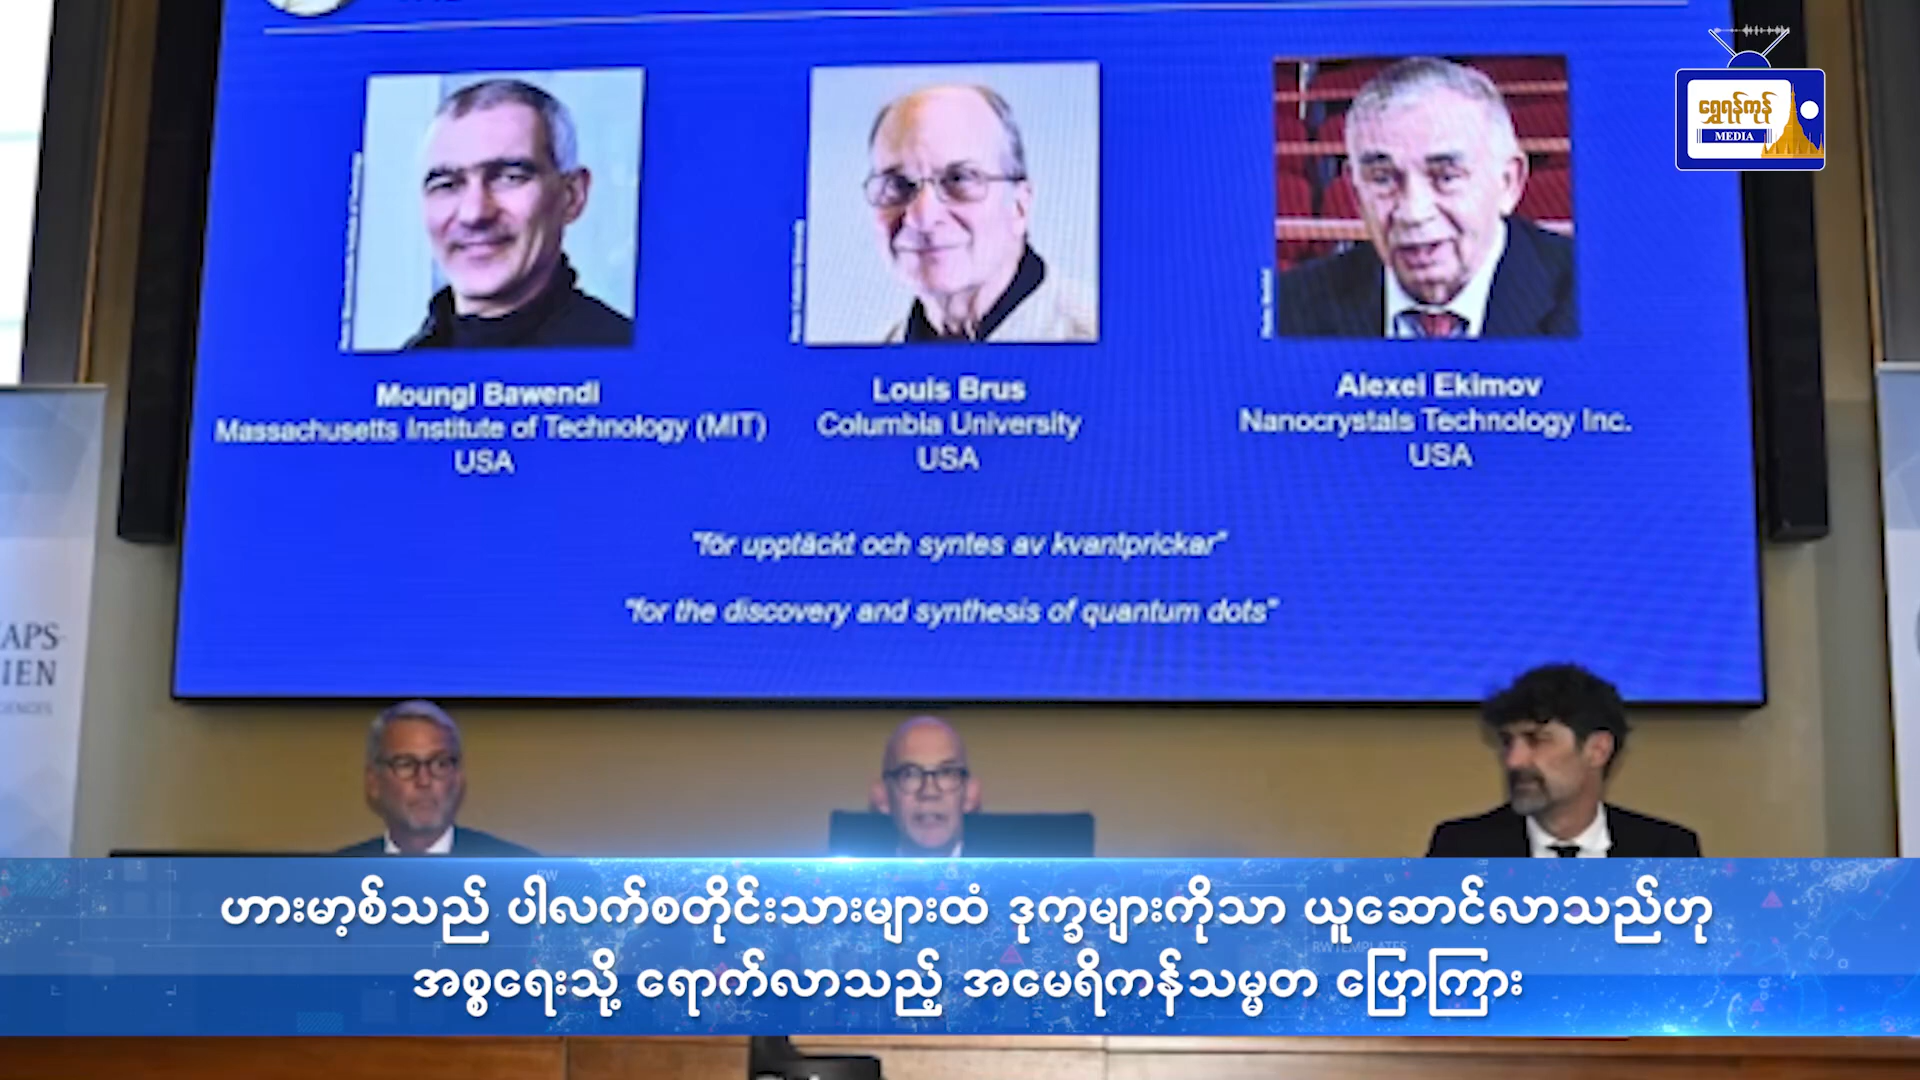 ရွှေရန်ကုန်
MEDIA
Moungi Bawendi
Massachusetts Institute of Technology (MIT)
USA
Louis Brus
Columbia University
USA
Alexei Ekimov
Nanocrystals Technology Inc.
USA
"för upptäckt och syntes av kvantprickar"
"for the discovery and synthesis of quantum dots"
APS-
IEN
ဟားမာ့စ်သည် ပါလက်စတိုင်းသားများထံ ဒုက္ခများကိုသာ ယူဆောင်လာသည်ဟု
အစ္စရေးသို့ ရောက်လာသည့် အမေရိကန်သမ္မတ ပြောကြား
RWTEMPLATES